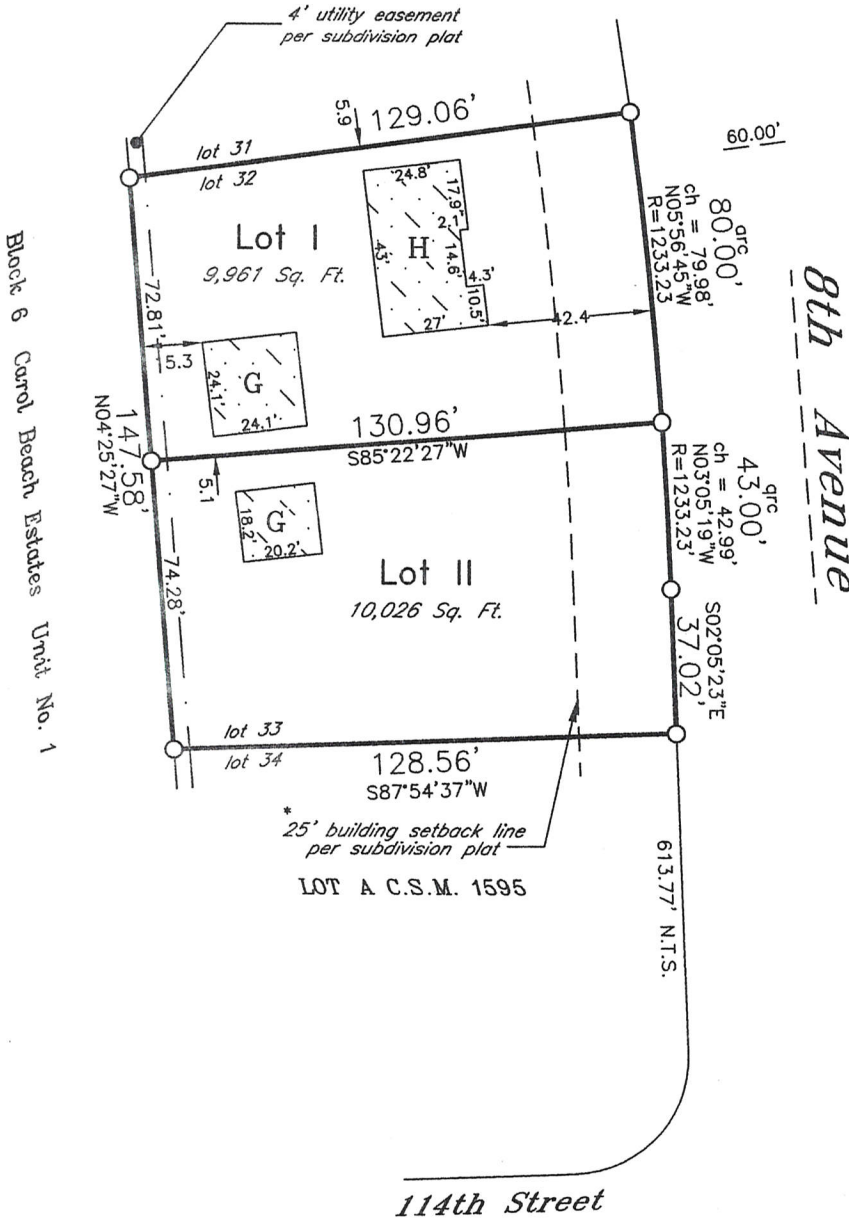 4' utility easement
per subdivision plat
129.06'
5.9
lot 31
lot 32
60.00'
arc
80.00'
ch = 79.98'
N05°56'45"W
R=1233.23
8th Avenue
Lot I
9,961 Sq. Ft.
24.8'
17.9'
2.1'
H
43'
14.6'
4.3'
10.5'
27'
42.4
72.81'
5.3
G
24.1'
24.1'
130.96'
S85°22'27"W
147.58'
N04°25'27"W
5.1
G
18.2'
20.2'
arc
43.00'
ch = 42.99'
N03°05'19"W
R=1233.23'
Lot II
10,026 Sq. Ft.
74.28'
S02°05'23"E
37.02'
lot 33
lot 34
128.56'
S87°54'37"W
*
25' building setback line
per subdivision plat
LOT A C.S.M. 1595
613.77' N.T.S.
Block 6 Carol Beach Estates Unit No. 1
114th Street